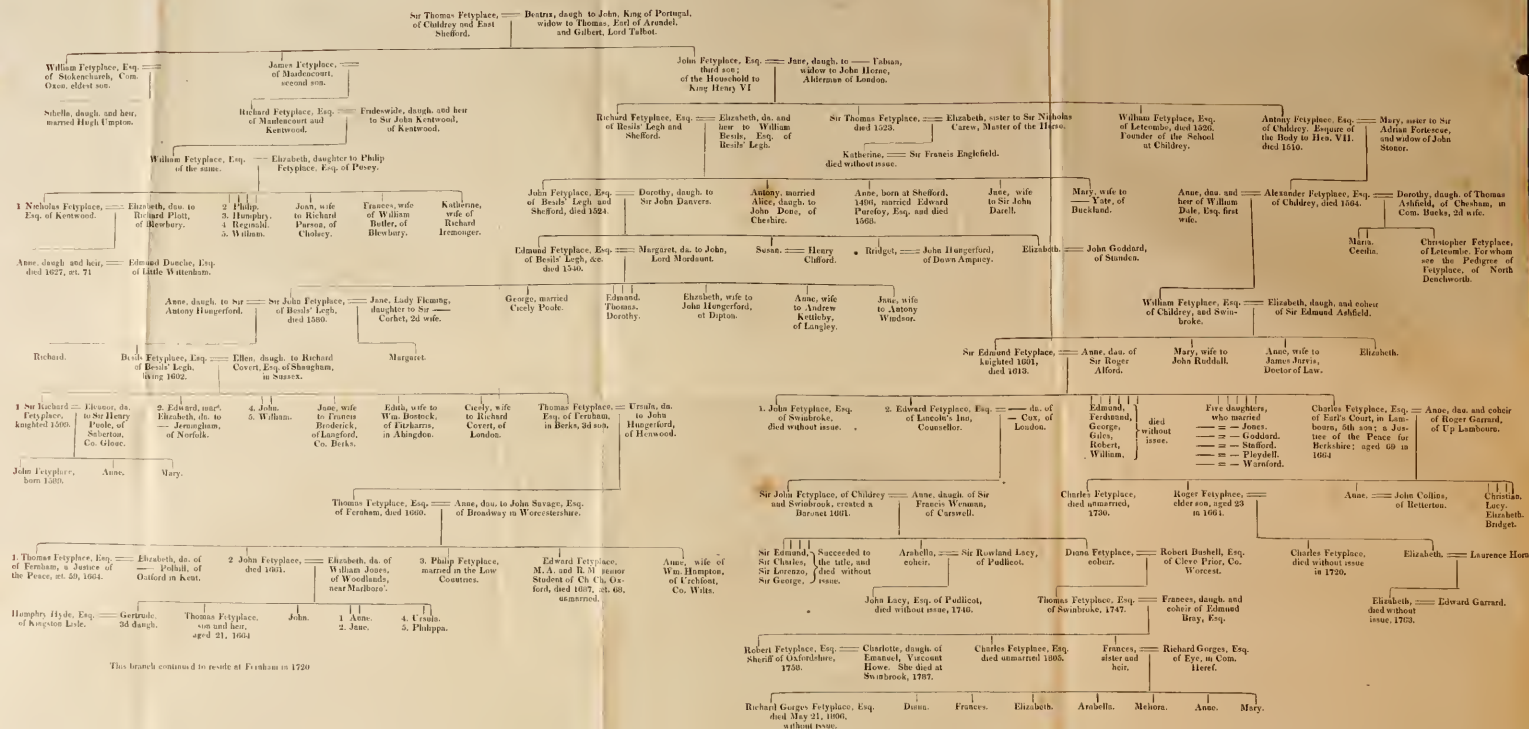 Sir Thomas Fetyplace, = Beatrix, daugh to John, King of Portugal,
of Childrey and East
Shefford.
widow to Thomas, Earl of Arundel,
and Gilbert, Lord Talbot.
William Fetyplace, Esq. =
of Stokenchurch, Com.
Oxon, eldest son.
James Fetyplace, =
of Maidencourt,
second son.
John Fetyplace, Esq. = Jane, daugh. to — Fabian,
third son;
of the Household to
King Henry VI
widow to John Horne,
Alderman of London.
Sibella, daugh. and heir,
married Hugh Umpton.
Richard Fetyplace, Esq. = Frideswide, daugh. and heir
of Maidencourt and
Kentwood.
to Sir John Kentwood,
of Kentwood.
Richard Fetyplace, Esq. =
of Besils' Legh and
Shefford.
Elizabeth, da. and
heir to William
Besils, Esq. of
Besils' Legh.
Sir Thomas Fetyplace, =
died 1523.
Elizabeth, sister to Sir Nicholas
Carew, Master of the Horse.
William Fetyplace, Esq.
of Letcombe, died 1526.
Founder of the School
at Childrey.
Antony Fetyplace, Esq. =
of Childrey, Esquire of
the Body to Hen. VII.
died 1510.
Mary, sister to Sir
Adrian Fortescue,
and widow of John
Stonor.
Katherine, = Sir Francis Englefield.
died without issue.
William Fetyplace, Esq. =
of the same.
Elizabeth, daughter to Philip
Fetyplace, Esq. of Pusey.
1 Nicholas Fetyplace, =
Esq. of Kentwood.
Elizabeth, dau. to
Richard Plott,
of Blewbury.
2 Philip.
3. Humphry.
4 Reginald.
5. William.
Joan, wife
to Richard
Parson, of
Cholsey.
Frances, wife
of William
Butler, of
Blewbury.
Katherine,
wife of
Richard
Iremonger.
John Fetyplace, Esq. =
of Besils' Legh and
Shefford, died 1524.
Dorothy, daugh. to
Sir John Danvers.
Antony, married
Alice, daugh. to
John Done, of
Cheshire.
Anne, born at Shefford.
1496, married Edward
Purefoy, Esq. and died
1568.
Jane, wife
to Sir John
Darell.
Mary, wife to
— Yate, of
Buckland.
Anne, dau. and
heir of William
Dale, Esq. first
wife.
= Alexander Fetyplace, Esq. =
of Childrey, died 1564.
Dorothy, daugh. of Thomas
Ashfield, of Chesham, in
Com. Bucks, 2d wife.
Anne, daugh and heir, =
died 1627, æt. 71
Edmund Dunche, Esq.
of Little Wittenham.
Edmund Fetyplace, Esq. =
of Besils' Legh, &c.
died 1540.
Margaret, da. to John,
Lord Mordaunt.
Susan. = Henry
Clifford.
Bridget, = John Hungerford,
of Down Ampney.
Elizabeth. = John Goddard,
of Standen.
Maria.
Cecilia.
Christopher Fetyplace,
of Letcombe. For whom
see the Pedigree of
Fetyplace, of North
Denchworth.
Anne, daugh. to Sir =
Antony Hungerford.
Sir John Fetyplace, =
of Besils' Legh,
died 1580.
Jane, Lady Fleming,
daughter to Sir —
Corbet, 2d wife.
George, married
Cicely Poole.
Edmund.
Thomas.
Dorothy.
Elizabeth, wife to
John Hungerford,
of Dipton.
Anne, wife
to Andrew
Kettleby,
of Langley.
Jane, wife
to Antony
Windsor.
William Fetyplace, Esq. =
of Childrey, and Swin-
broke.
Elizabeth, daugh. and coheir
of Sir Edmund Ashfield.
Richard.
Besils Fetyplace, Esq. =
of Besils' Legh,
living 1602.
Ellen, daugh. to Richard
Covert, Esq. of Slaugham,
in Sussex.
Margaret.
Sir Edmund Fetyplace, =
knighted 1601,
died 1613.
Anne, dau. of
Sir Roger
Alford.
Mary, wife to
John Ruddall.
Anne, wife to
James Jarvis,
Doctor of Law.
Elizabeth.
1 Sir Richard =
Fetyplace,
knighted 1599.
Eleanor, da.
to Sir Henry
Poole, of
Saberton,
Co. Glouc.
2. Edward, marᵈ.
Elizabeth, da. to
— Jerningham,
of Norfolk.
4. John.
5. William.
Jane, wife
to Francis
Broderick,
of Langford,
Co. Berks.
Edith, wife to
Wm. Bostock,
of Fitzharris,
in Abingdon.
Cicely, wife
to Richard
Covert, of
London.
Thomas Fetyplace, =
Esq. of Fernham,
in Berks, 3d son.
Ursula, da.
to John
Hungerford,
of Henwood.
1. John Fetyplace, Esq.
of Swinbroke,
died without issue.
2. Edward Fetyplace, Esq. =
of Lincoln's Inn,
Counsellor.
— da. of
— Cox, of
London.
Edmund,
Ferdinand,
George,
Giles,
Robert,
William,
died
without
issue.
Five daughters,
who married
— = — Jones.
— = — Goddard.
— = — Stafford.
— = — Pleydell.
— = — Warnford.
Charles Fetyplace, Esq. =
of Earl's Court, in Lam-
bourn, 5th son; a Jus-
tice of the Peace for
Berkshire; aged 69 in
1664
Anne, dau. and coheir
of Roger Garrard,
of Up Lambourn.
John Fetyplace,
born 1589.
Anne.
Mary.
Thomas Fetyplace, Esq. =
of Fernham, died 1660.
Anne, dau. to John Savage, Esq.
of Broadway in Worcestershire.
Sir John Fetyplace, of Childrey =
and Swinbrook, created a
Baronet 1661.
Anne, daugh. of Sir
Francis Wenman,
of Carswell.
Charles Fetyplace,
died unmarried,
1730.
Roger Fetyplace,
elder son, aged 23
in 1664.
Anne. = John Collins,
of Betterton.
Christian.
Lucy.
Elizabeth.
Bridget.
1. Thomas Fetyplace, Esq. =
of Fernham, a Justice of
the Peace, æt. 59, 1664.
Elizabeth, da. of
— Polhill, of
Oatford in Kent.
2 John Fetyplace, =
died 1661.
Elizabeth, da. of
William Jones,
of Woodlands,
near Marlboro'.
3. Philip Fetyplace,
married in the Low
Countries.
Edward Fetyplace,
M. A. and R. M senior
Student of Ch Ch. Ox-
ford, died 1687, æt. 68.
unmarried.
Anne, wife of
Wm. Hampton,
of Urchfont,
Co. Wilts.
Sir Edmund,
Sir Charles,
Sir Lorenzo,
Sir George,
Succeeded to
the title, and
died without
issue.
Arabella, = Sir Rowland Lacy,
coheir.
of Pudlicot.
Diana Fetyplace, =
coheir.
Robert Bushell, Esq.
of Cleve Prior, Co
Worcest.
Charles Fetyplace,
died without issue
in 1720.
Elizabeth, = Laurence Horn
Humphry Hyde, Esq. =
of Kingston Lisle.
Gertrude,
3d daugh.
Thomas Fetyplace,
son and heir,
aged 21, 1664
John.
1 Anne.
2. Jane.
4. Ursula.
5. Philippa.
John Lacy, Esq. of Pudlicot,
died without issue, 1746.
Thomas Fetyplace, Esq. =
of Swinbroke, 1747.
Frances, daugh. and
coheir of Edmund
Bray, Esq.
Elizabeth, = Edward Garrard.
died without
issue, 1763.
This branch continued to reside at Fernham in 1720
Robert Fetyplace, Esq. =
Sheriff of Oxfordshire,
1758.
Charlotte, daugh. of
Emanuel, Viscount
Howe. She died at
Swinbrook, 1787.
Charles Fetyplace, Esq.
died unmarried 1805.
Frances, =
sister and
heir.
Richard Gorges, Esq.
of Eye, in Com.
Heref.
Richard Gorges Fetyplace, Esq.
died May 21, 1806,
without issue.
Diana.
Frances.
Elizabeth.
Arabella.
Mehora.
Anne.
Mary.